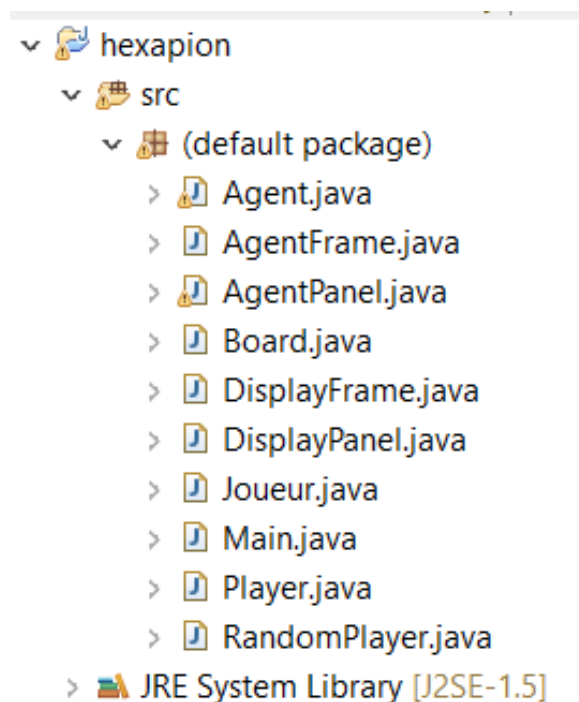 hexapion
src
(default package)
Agent.java
AgentFrame.java
AgentPanel.java
Board.java
DisplayFrame.java
DisplayPanel.java
Joueur.java
Main.java
Player.java
RandomPlayer.java
JRE System Library [J2SE-1.5]